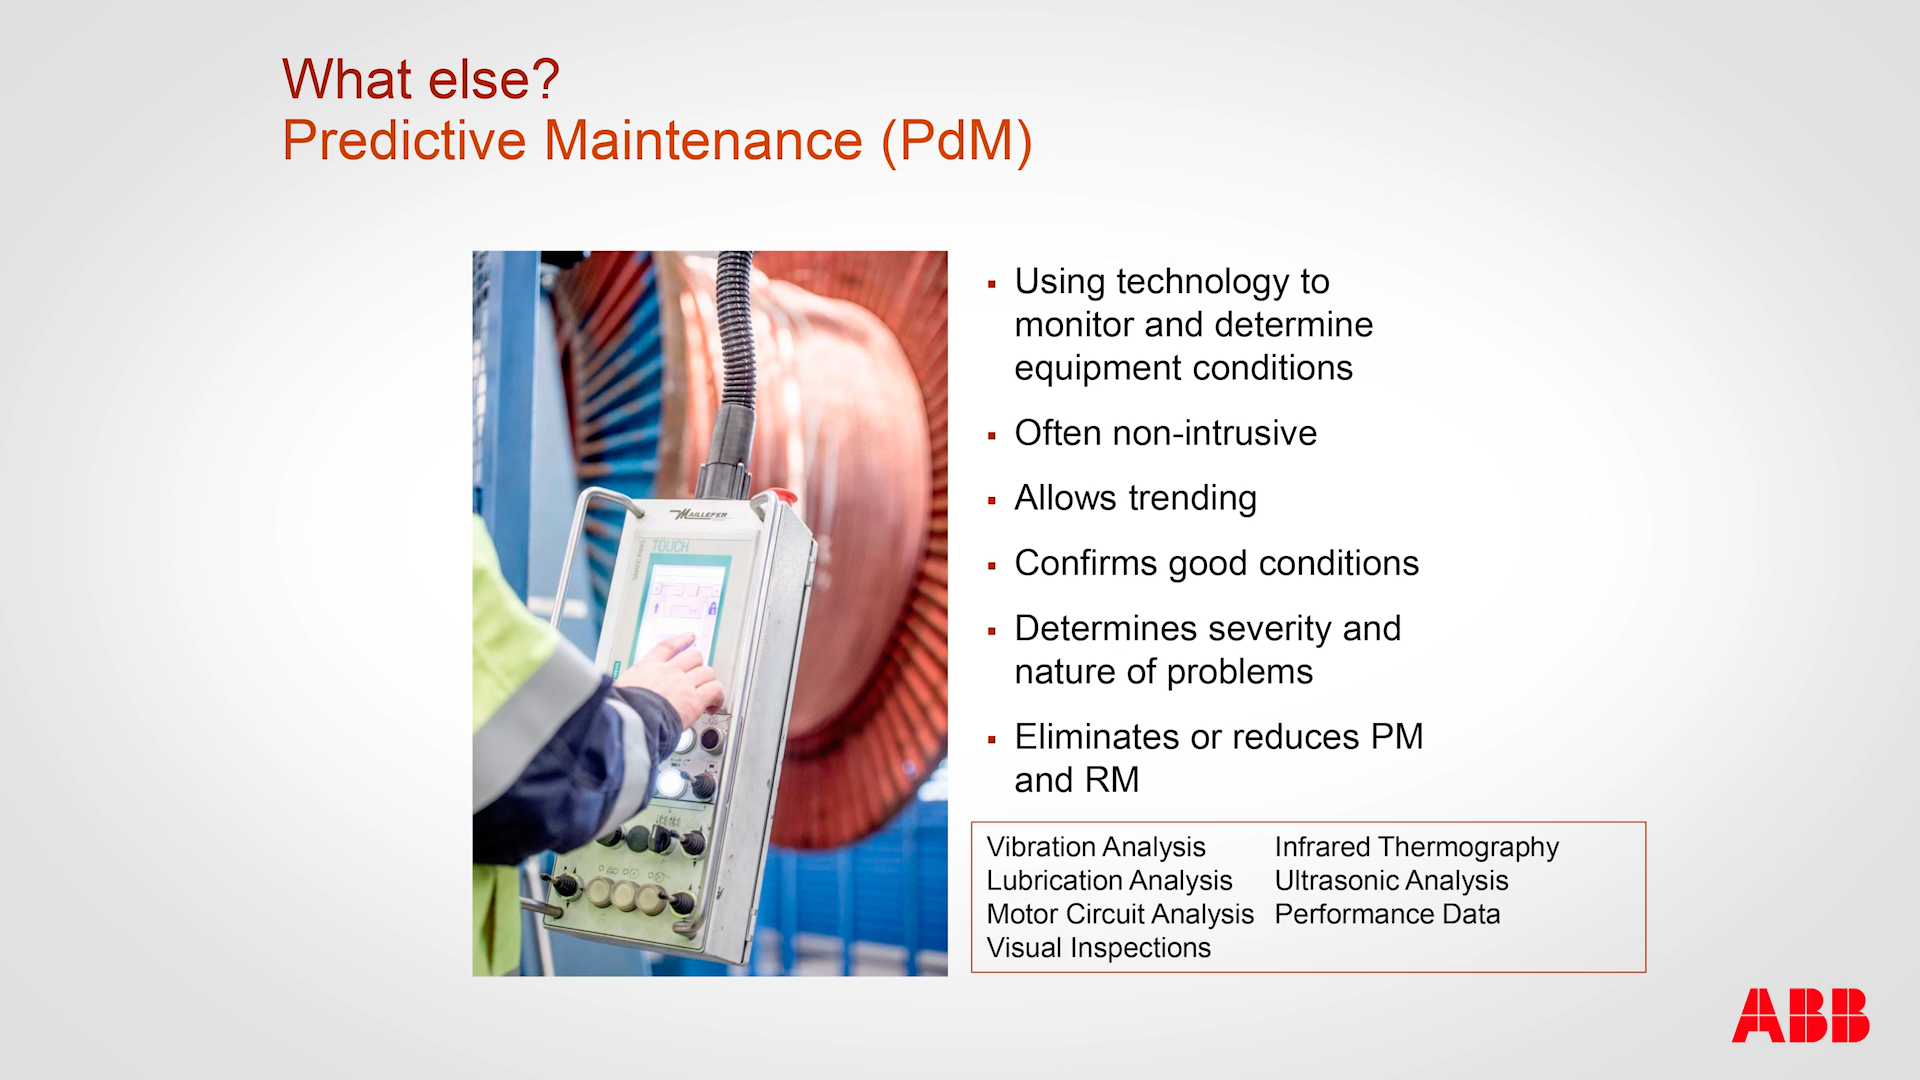 What else?
Predictive Maintenance (PdM)
MAILLEFER
TOUCH
▪ Using technology to
monitor and determine
equipment conditions
▪ Often non-intrusive
▪ Allows trending
▪ Confirms good conditions
▪ Determines severity and
nature of problems
▪ Eliminates or reduces PM
and RM
Vibration Analysis Infrared Thermography
Lubrication Analysis Ultrasonic Analysis
Motor Circuit Analysis Performance Data
Visual Inspections
ABB